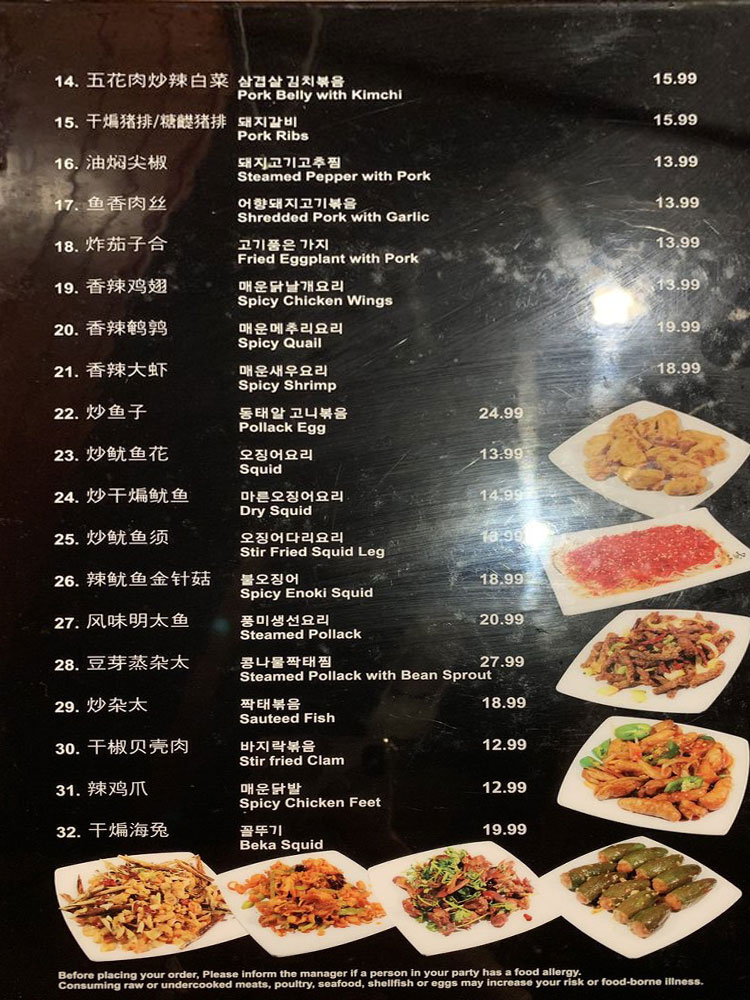 14. 五花肉炒辣白菜 삼겹살 김치볶음 15.99
Pork Belly with Kimchi
15. 干煸猪排/糖醚猪排 돼지갈비 15.99
Pork Ribs
16. 油焖尖椒 돼지고기고추찜 13.99
Steamed Pepper with Pork
17. 鱼香肉丝 어향돼지고기볶음 13.99
Shredded Pork with Garlic
18. 炸茄子合 고기품은 가지 13.99
Fried Eggplant with Pork
19. 香辣鸡翅 매운닭날개요리 13.99
Spicy Chicken Wings
20. 香辣鹌鹑 매운메추리요리 19.99
Spicy Quail
21. 香辣大虾 매운새우요리 18.99
Spicy Shrimp
22. 炒鱼子 동태알 고니볶음 24.99
Pollack Egg
23. 炒鱿鱼花 오징어요리 13.99
Squid
24. 炒干煸鱿鱼 마른오징어요리 14.99
Dry Squid
25. 炒鱿鱼须 오징어다리요리 13.99
Stir Fried Squid Leg
26. 辣鱿鱼金针菇 불오징어 18.99
Spicy Enoki Squid
27. 风味明太鱼 풍미생선요리 20.99
Steamed Pollack
28. 豆芽蒸杂太 콩나물짝태찜 27.99
Steamed Pollack with Bean Sprout
29. 炒杂太 짝태볶음 18.99
Sauteed Fish
30. 干椒贝壳肉 바지락볶음 12.99
Stir fried Clam
31. 辣鸡爪 매운닭발 12.99
Spicy Chicken Feet
32. 干煸海兔 꼴뚜기 19.99
Beka Squid
Before placing your order, Please inform the manager if a person in your party has a food allergy.
Consuming raw or undercooked meats, poultry, seafood, shellfish or eggs may increase your risk or food-borne illness.